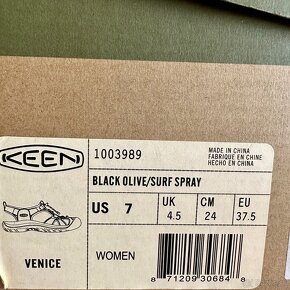 KEEN
1003989
MADE IN CHINA
FABRIQUE EN CHINE
HECHO EN CHINA
BLACK OLIVE/SURF SPRAY
US 7
UK 4.5
CM 24
EU 37.5
VENICE
WOMEN
8 71209 30684 8